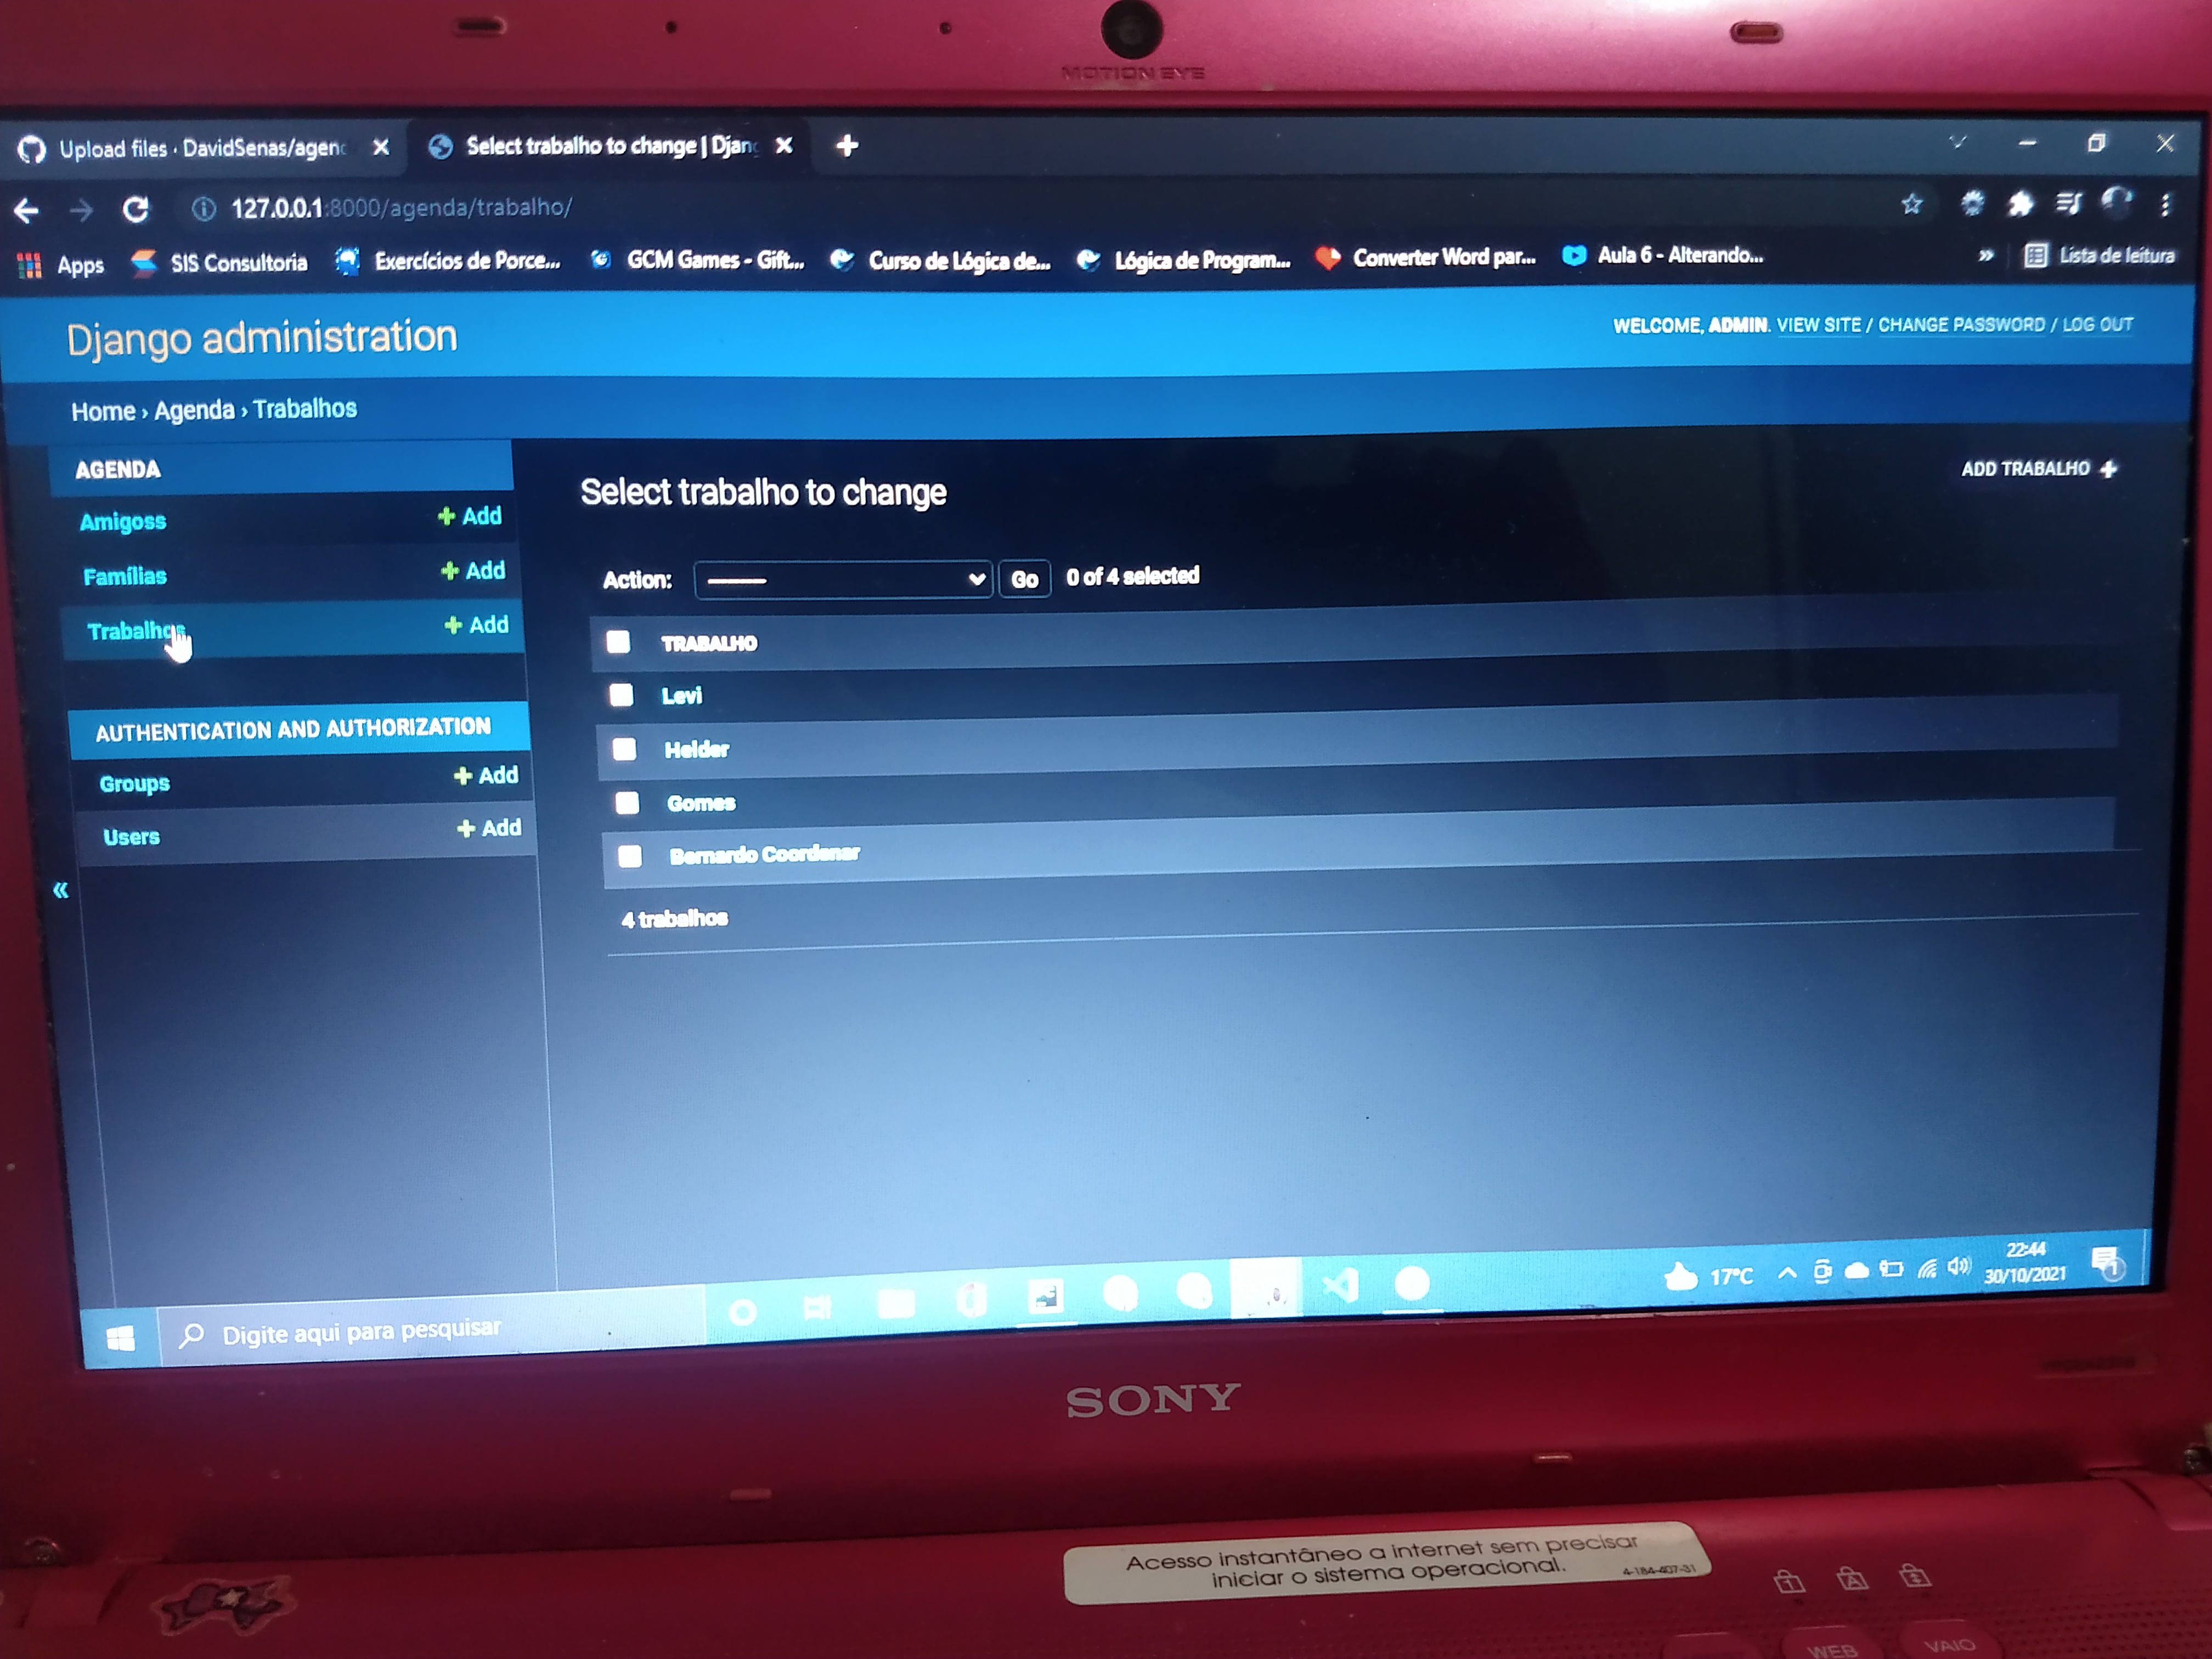 MOTION EYE
Upload files · DavidSenas/agend
Select trabalho to change | Djang
127.0.0.1:8000/agenda/trabalho/
Apps SIS Consultoria Exercícios de Porce... GCM Games - Gift... Curso de Lógica de... Lógica de Program... Converter Word par... Aula 6 - Alterando... » Lista de leitura
Django administration
WELCOME, ADMIN. VIEW SITE / CHANGE PASSWORD / LOG OUT
Home › Agenda › Trabalhos
AGENDA
Amigoss + Add
Famílias + Add
Trabalhos + Add
AUTHENTICATION AND AUTHORIZATION
Groups + Add
Users + Add
«
Select trabalho to change
ADD TRABALHO +
Action: --------- Go 0 of 4 selected
TRABALHO
Levi
Helder
Gomes
Bernardo Coordenar
4 trabalhos
Digite aqui para pesquisar
17°C
22:44
30/10/2021
1
SONY
Acesso instantâneo a internet sem precisar
iniciar o sistema operacional.
4-184-407-31
WEB
VAIO